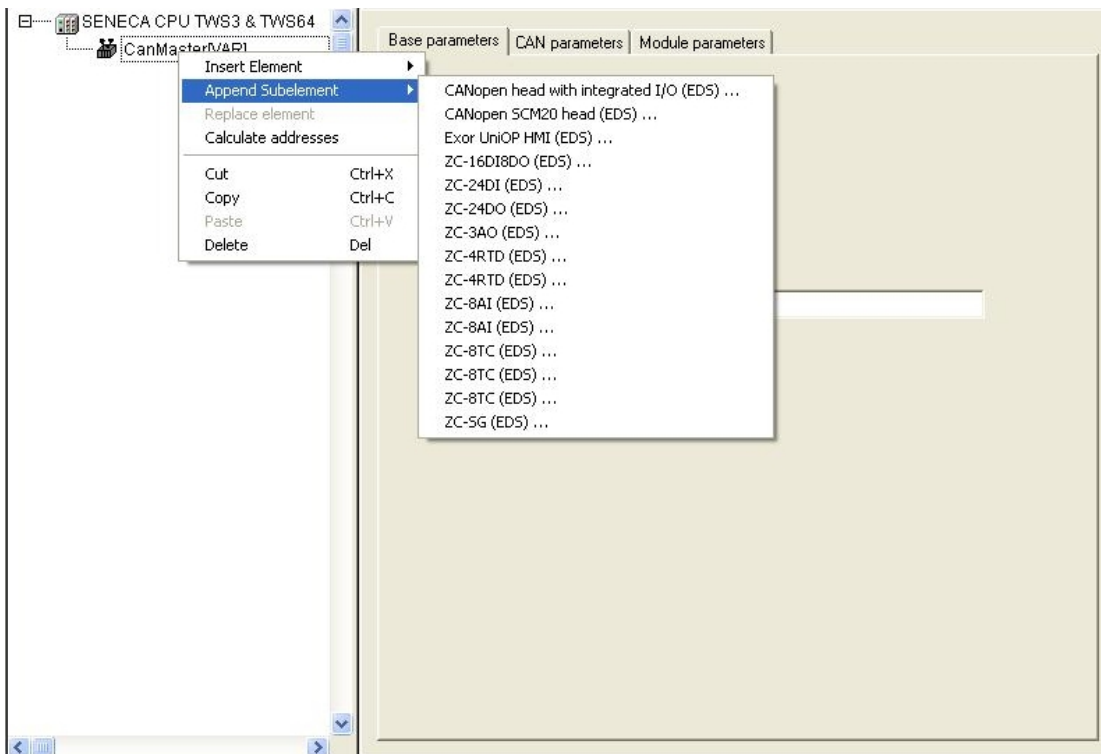 SENECA CPU TWS3 & TWS64
CanMaster[VAR]
Base parameters CAN parameters Module parameters
Insert Element
Append Subelement
Replace element
Calculate addresses
Cut Ctrl+X
Copy Ctrl+C
Paste Ctrl+V
Delete Del
CANopen head with integrated I/O (EDS) ...
CANopen SCM20 head (EDS) ...
Exor UniOP HMI (EDS) ...
ZC-16DI8DO (EDS) ...
ZC-24DI (EDS) ...
ZC-24DO (EDS) ...
ZC-3AO (EDS) ...
ZC-4RTD (EDS) ...
ZC-4RTD (EDS) ...
ZC-8AI (EDS) ...
ZC-8AI (EDS) ...
ZC-8TC (EDS) ...
ZC-8TC (EDS) ...
ZC-8TC (EDS) ...
ZC-SG (EDS) ...